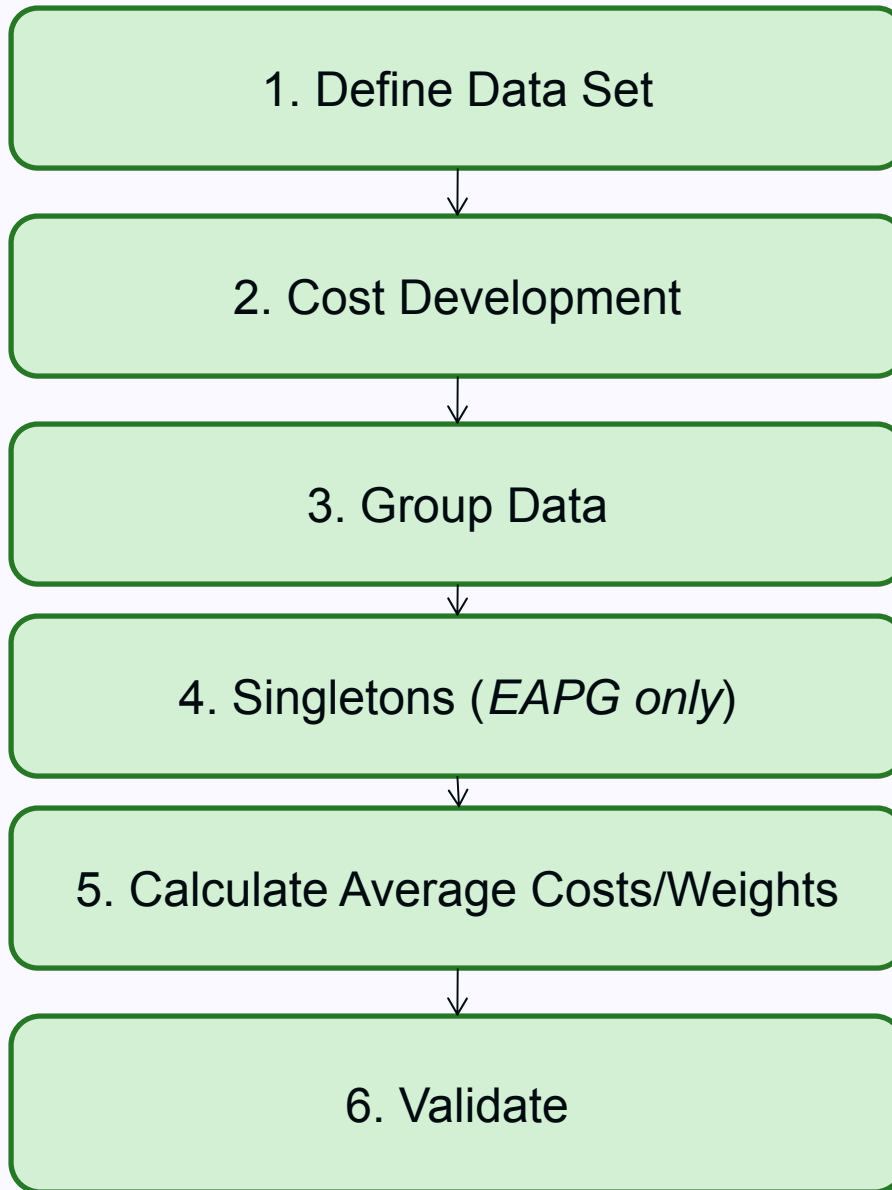 1. Define Data Set
2. Cost Development
3. Group Data
4. Singletons (EAPG only)
5. Calculate Average Costs/Weights
6. Validate